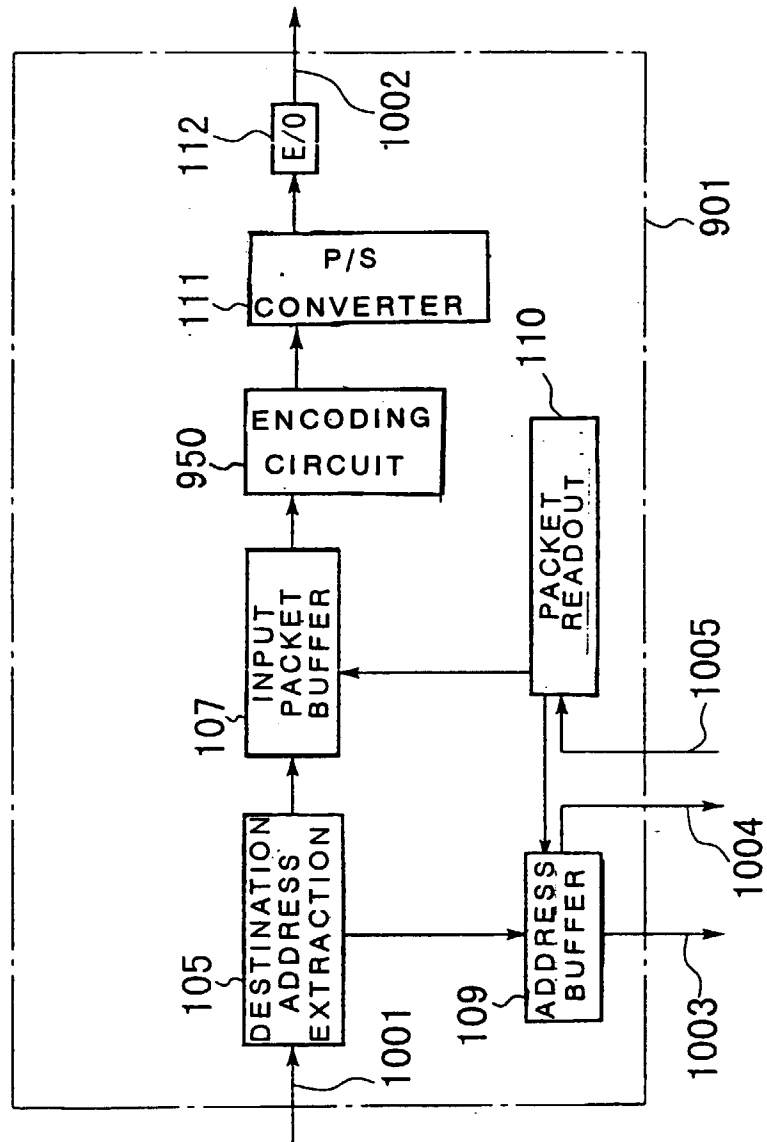 112
E/O
1002
111
P/S
CONVERTER
901
950
ENCODING
CIRCUIT
110
PACKET
READOUT
107
INPUT
PACKET
BUFFER
1005
105
DESTINATION
ADDRESS
EXTRACTION
1004
109
ADDRESS
BUFFER
1001
1003